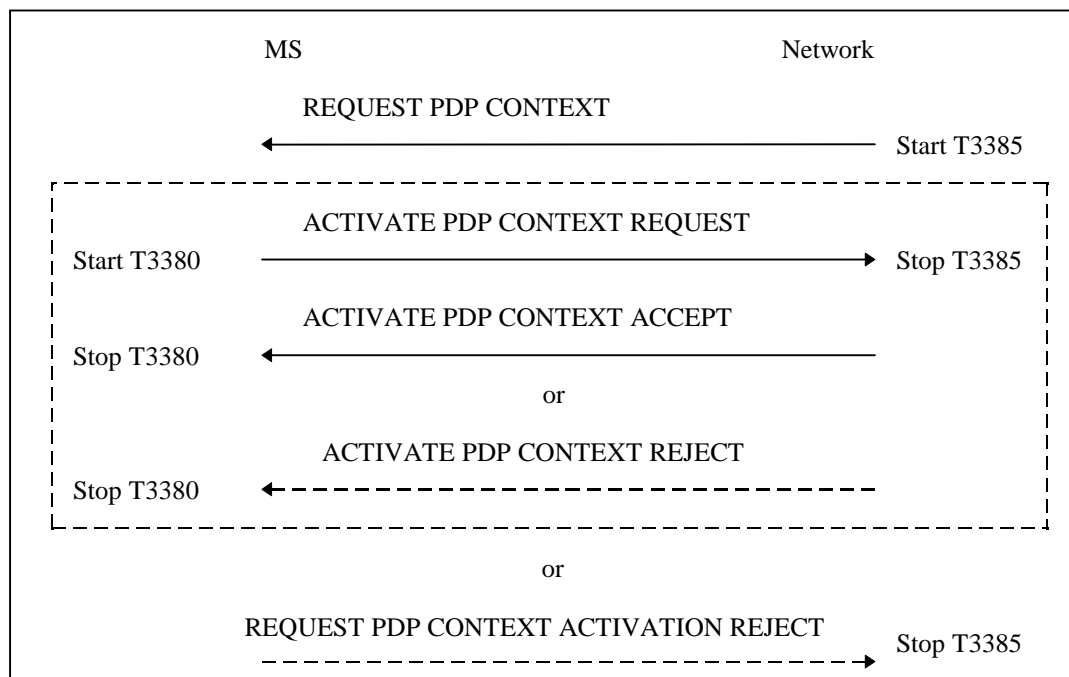 MS Network
REQUEST PDP CONTEXT
Start T3385
ACTIVATE PDP CONTEXT REQUEST
Start T3380 Stop T3385
ACTIVATE PDP CONTEXT ACCEPT
Stop T3380
or
ACTIVATE PDP CONTEXT REJECT
Stop T3380
or
REQUEST PDP CONTEXT ACTIVATION REJECT
Stop T3385